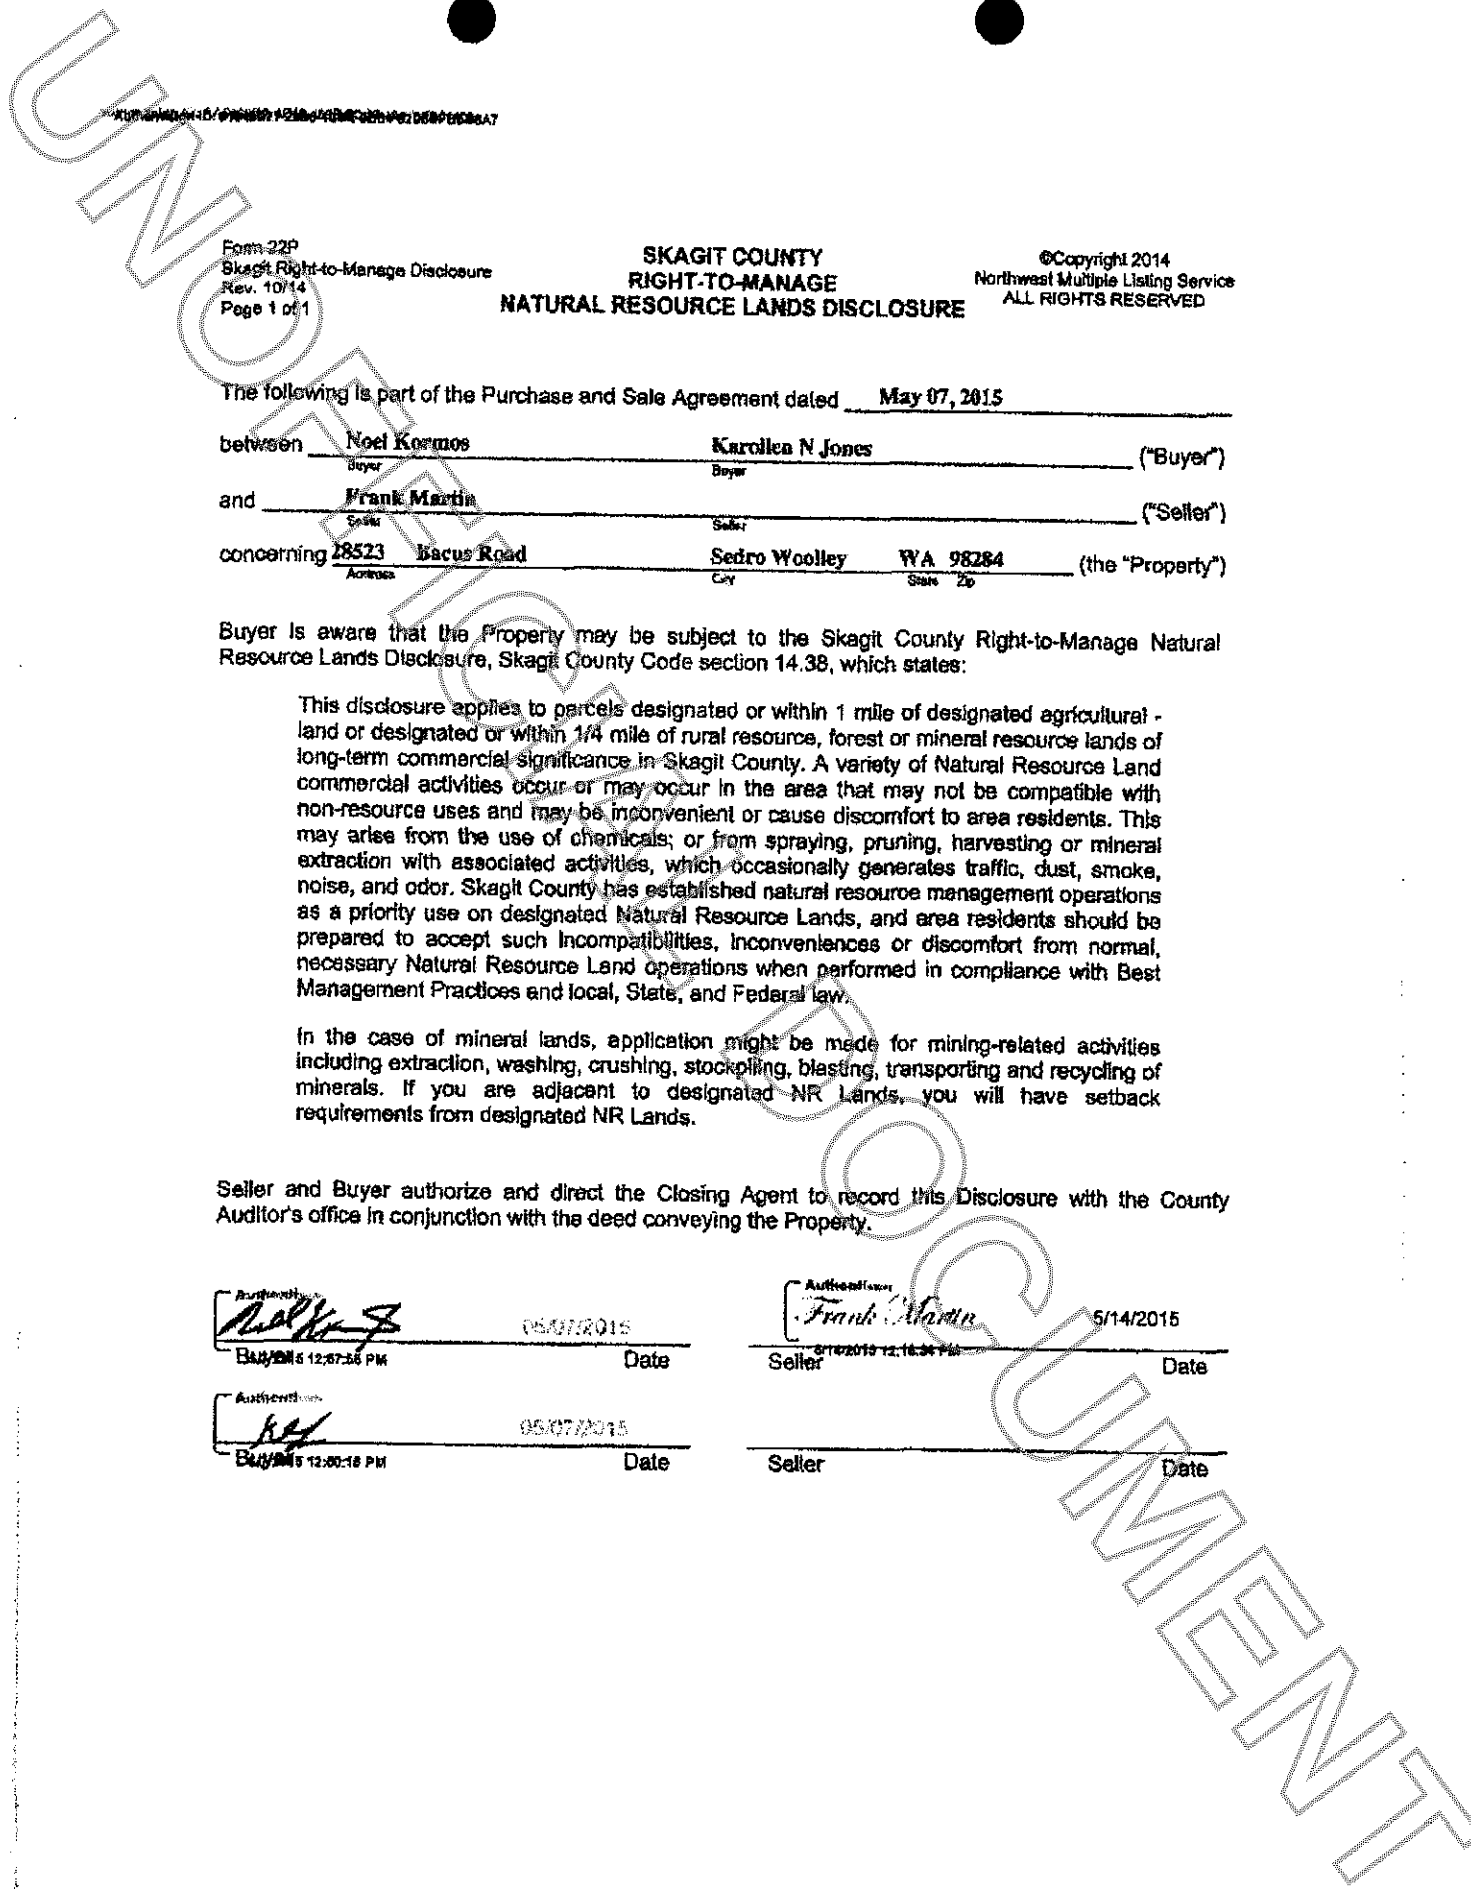 Form 22P
Skagit Right-to-Manage Disclosure
Rev. 10/14
Page 1 of 1
SKAGIT COUNTY
RIGHT-TO-MANAGE
NATURAL RESOURCE LANDS DISCLOSURE
©Copyright 2014
Northwest Multiple Listing Service
ALL RIGHTS RESERVED
The following is part of the Purchase and Sale Agreement dated May 07, 2015
between Noel Kormos Karollen N Jones ("Buyer")
Buyer Buyer
and Frank Martin ("Seller")
Seller Seller
concerning 28523 Bacus Road Sedro Woolley WA 98284 (the "Property")
Address City State Zip
Buyer is aware that the Property may be subject to the Skagit County Right-to-Manage Natural
Resource Lands Disclosure, Skagit County Code section 14.38, which states:
This disclosure applies to parcels designated or within 1 mile of designated agricultural -
land or designated or within 1/4 mile of rural resource, forest or mineral resource lands of
long-term commercial significance in Skagit County. A variety of Natural Resource Land
commercial activities occur or may occur in the area that may not be compatible with
non-resource uses and may be inconvenient or cause discomfort to area residents. This
may arise from the use of chemicals; or from spraying, pruning, harvesting or mineral
extraction with associated activities, which occasionally generates traffic, dust, smoke,
noise, and odor. Skagit County has established natural resource management operations
as a priority use on designated Natural Resource Lands, and area residents should be
prepared to accept such incompatibilities, inconveniences or discomfort from normal,
necessary Natural Resource Land operations when performed in compliance with Best
Management Practices and local, State, and Federal law.
In the case of mineral lands, application might be made for mining-related activities
including extraction, washing, crushing, stockpiling, blasting, transporting and recycling of
minerals. If you are adjacent to designated NR Lands, you will have setback
requirements from designated NR Lands.
Seller and Buyer authorize and direct the Closing Agent to record this Disclosure with the County
Auditor's office in conjunction with the deed conveying the Property.
05/07/2015 Frank Martin 5/14/2015
Buyer Date Seller Date
05/07/2015
Buyer Date Seller Date
UNOFFICIAL DOCUMENT